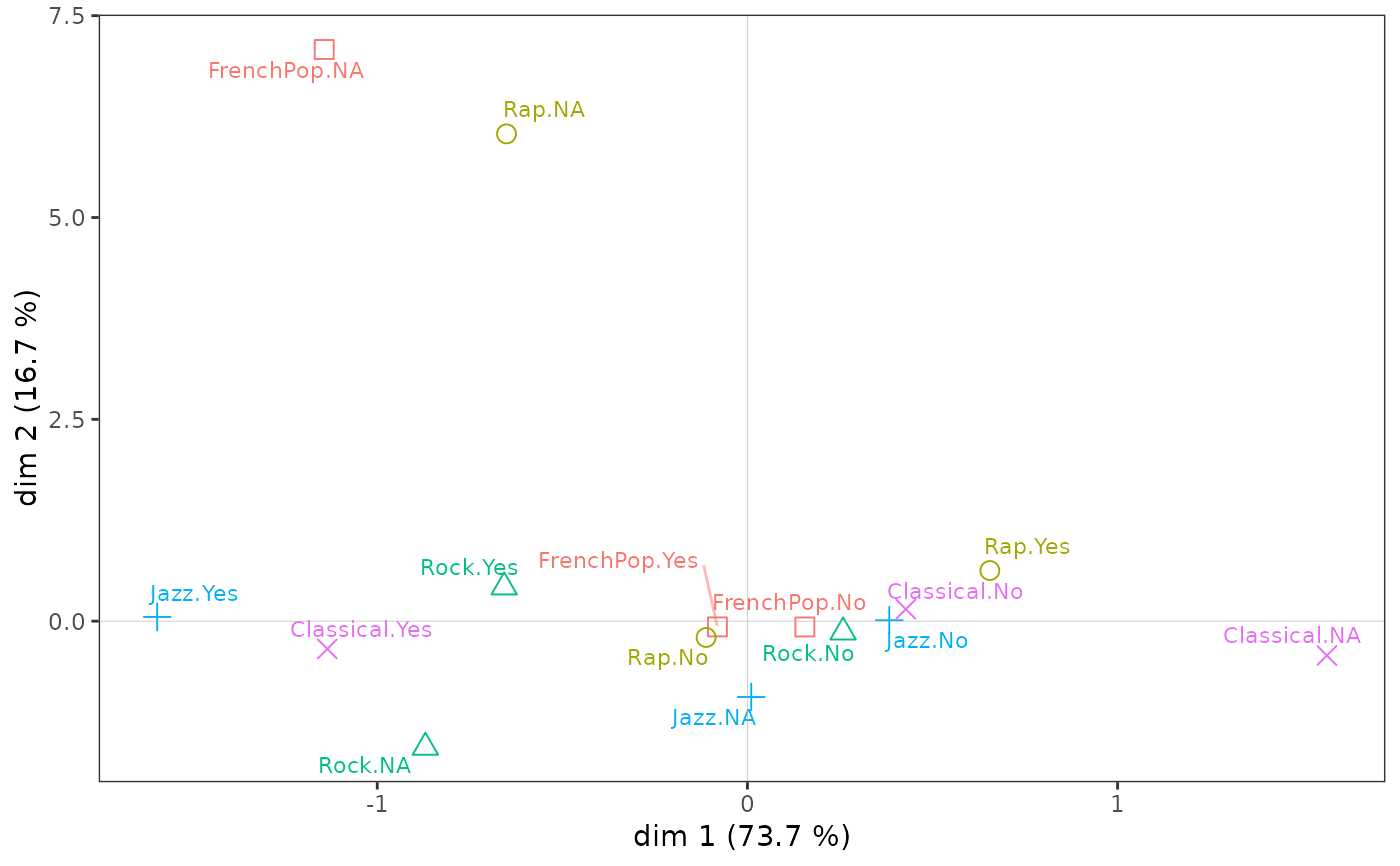 7.5
FrenchPop.NA
Rap.NA
5.0
dim 2 (16.7 %)
2.5
Rap.Yes
FrenchPop.Yes
Rock.Yes
Jazz.Yes
Classical.No
FrenchPop.No
0.0
Classical.Yes
Classical.NA
Jazz.No
Rock.No
Rap.No
Jazz.NA
Rock.NA
-1
0
1
dim 1 (73.7 %)